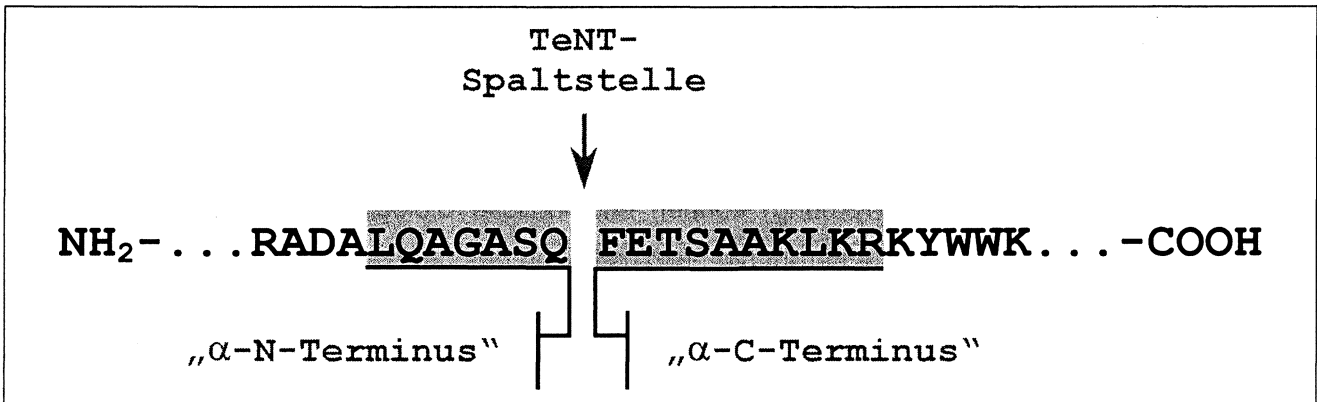 TeNT-
Spaltstelle
NH₂-...RADALQAGASQ FETSAAKLKRKYWWK...-COOH
„α-N-Terminus“ „α-C-Terminus“